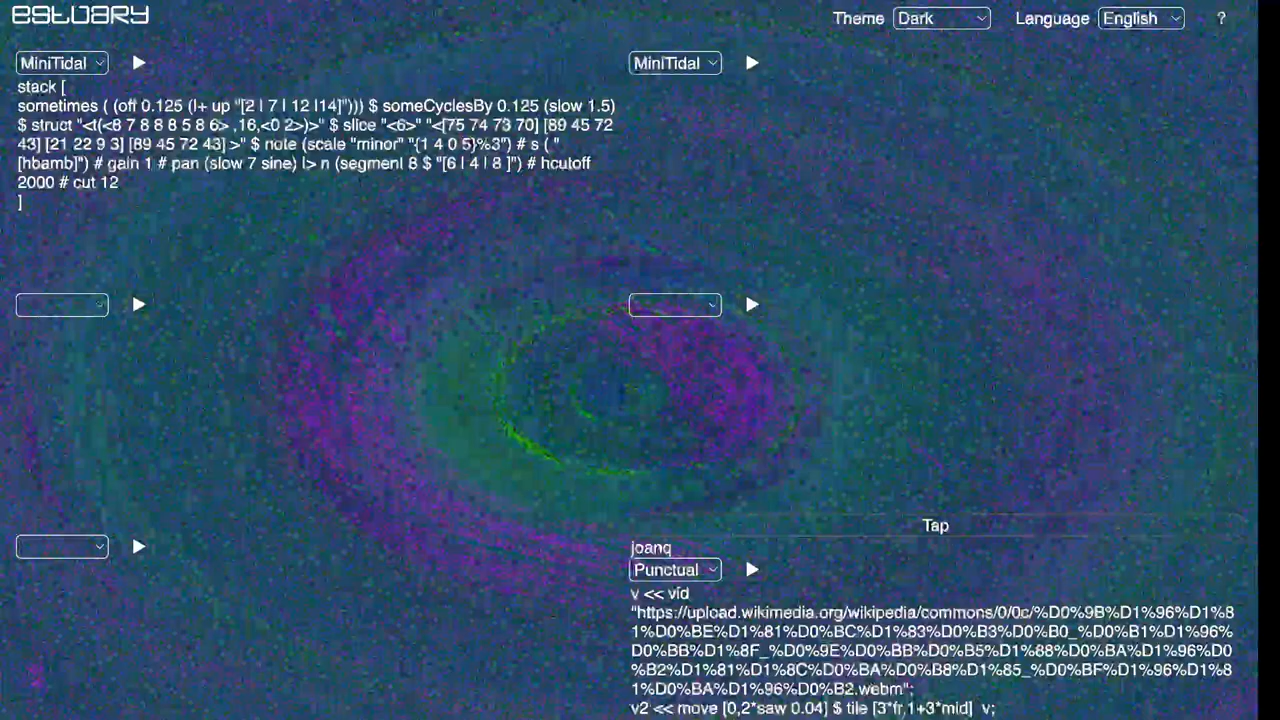 estuary
Theme Dark Language English ?
MiniTidal
stack [
sometimes ( (off 0.125 (|+ up "[2 | 7 | 12 |14]"))) $ someCyclesBy 0.125 (slow 1.5)
$ struct "<t(<8 7 8 8 8 5 8 6> ,16,<0 2>)>" $ slice "<6>" "<[75 74 73 70] [89 45 72
43] [21 22 9 3] [89 45 72 43] >" $ note (scale "minor" "{1 4 0 5}%3") # s ( "
[hbamb]") # gain 1 # pan (slow 7 sine) |> n (segment 8 $ "[6 | 4 | 8 ]") # hcutoff
2000 # cut 12
]
MiniTidal
Tap
joanq
Punctual
v << vid
"https://upload.wikimedia.org/wikipedia/commons/0/0c/%D0%9B%D1%96%D1%8
1%D0%BE%D1%81%D0%BC%D1%83%D0%B3%D0%B0_%D0%B1%D1%96%
D0%BB%D1%8F_%D0%9E%D0%BB%D0%B5%D1%88%D0%BA%D1%96%D0
%B2%D1%81%D1%8C%D0%BA%D0%B8%D1%85_%D0%BF%D1%96%D1%8
1%D0%BA%D1%96%D0%B2.webm";
v2 << move [0,2*saw 0.04] $ tile [3*fr,1+3*mid] v;